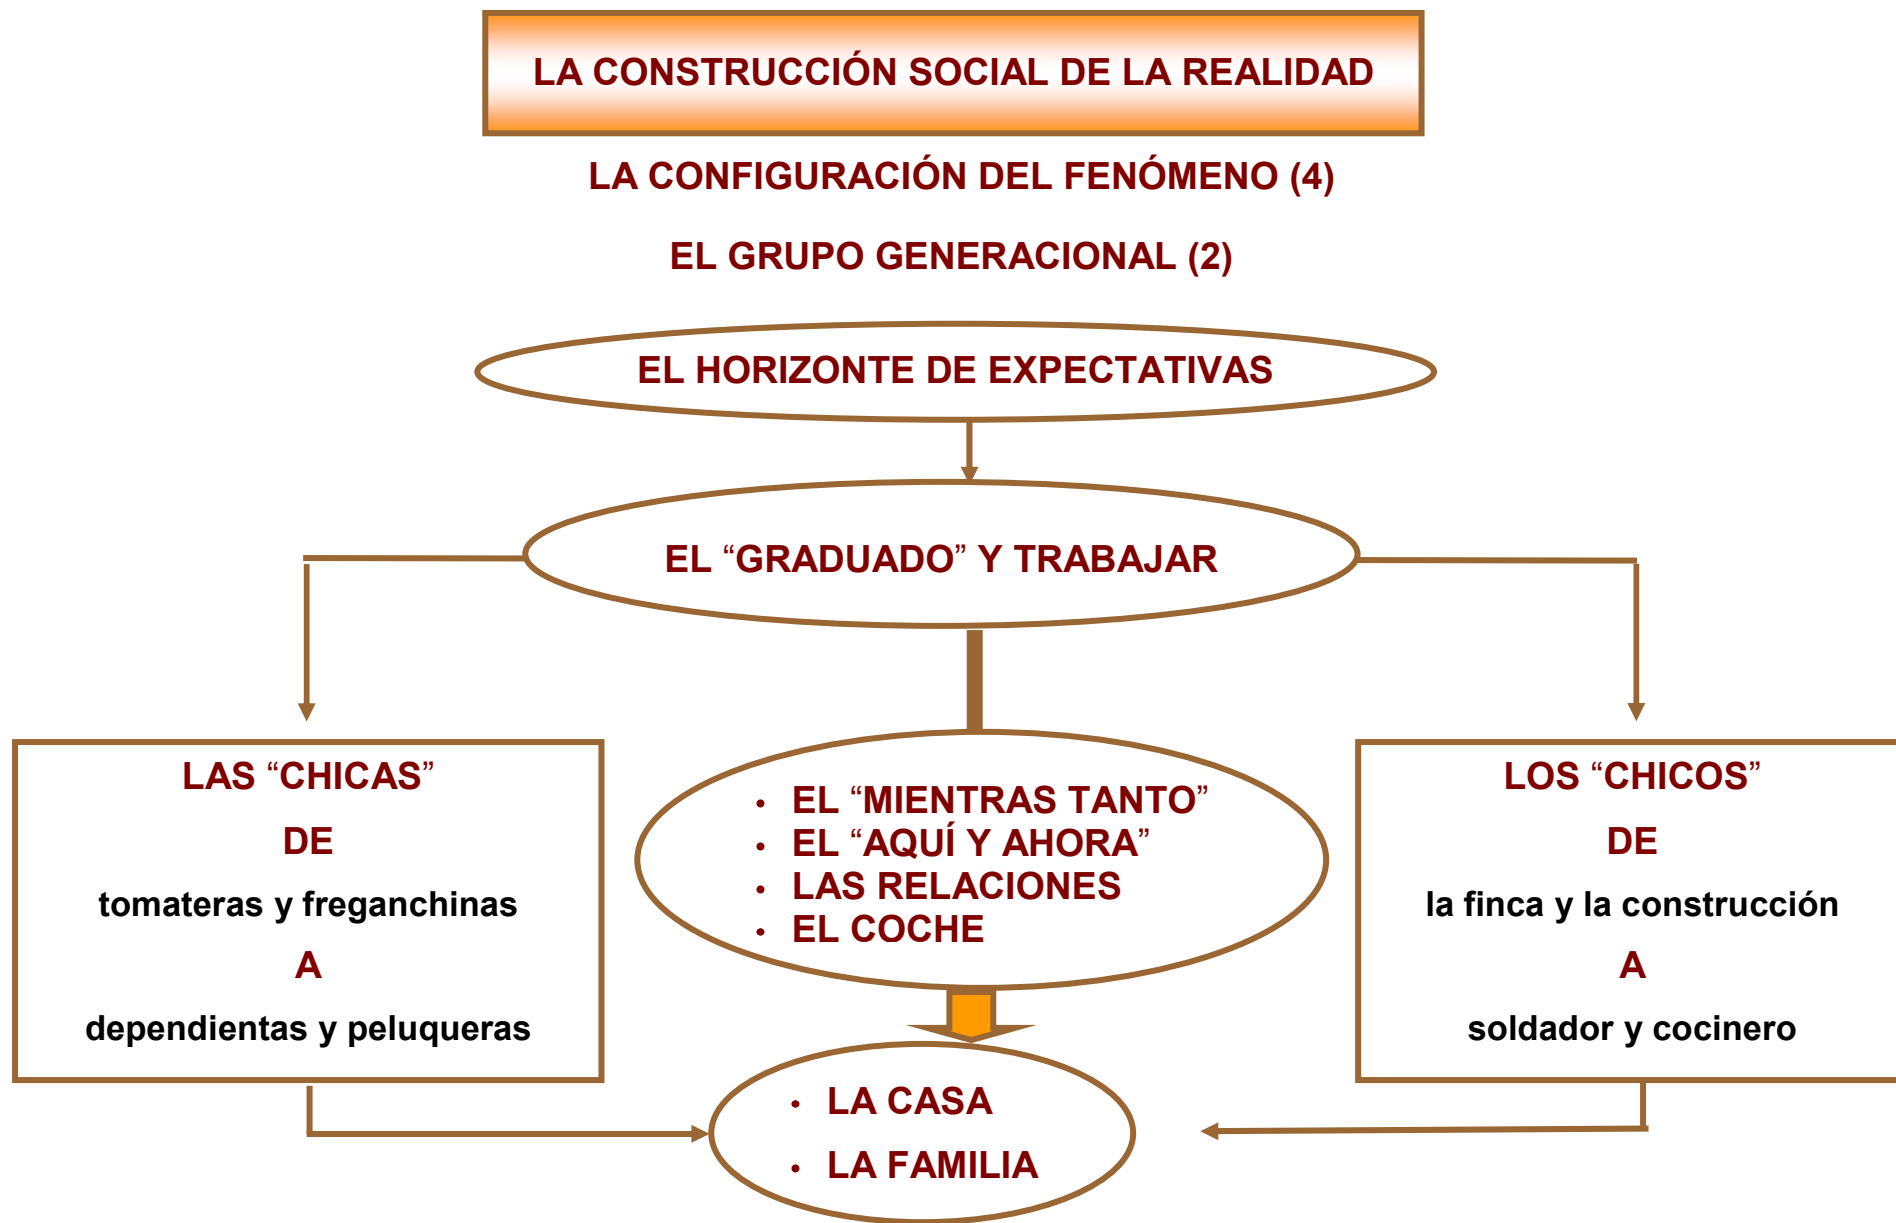 LA CONSTRUCCIÓN SOCIAL DE LA REALIDAD
LA CONFIGURACIÓN DEL FENÓMENO (4)
EL GRUPO GENERACIONAL (2)
EL HORIZONTE DE EXPECTATIVAS
EL “GRADUADO” Y TRABAJAR
LAS “CHICAS”
DE
tomateras y freganchinas
A
dependientas y peluqueras
• EL “MIENTRAS TANTO”
• EL “AQUÍ Y AHORA”
• LAS RELACIONES
• EL COCHE
LOS “CHICOS”
DE
la finca y la construcción
A
soldador y cocinero
• LA CASA
• LA FAMILIA